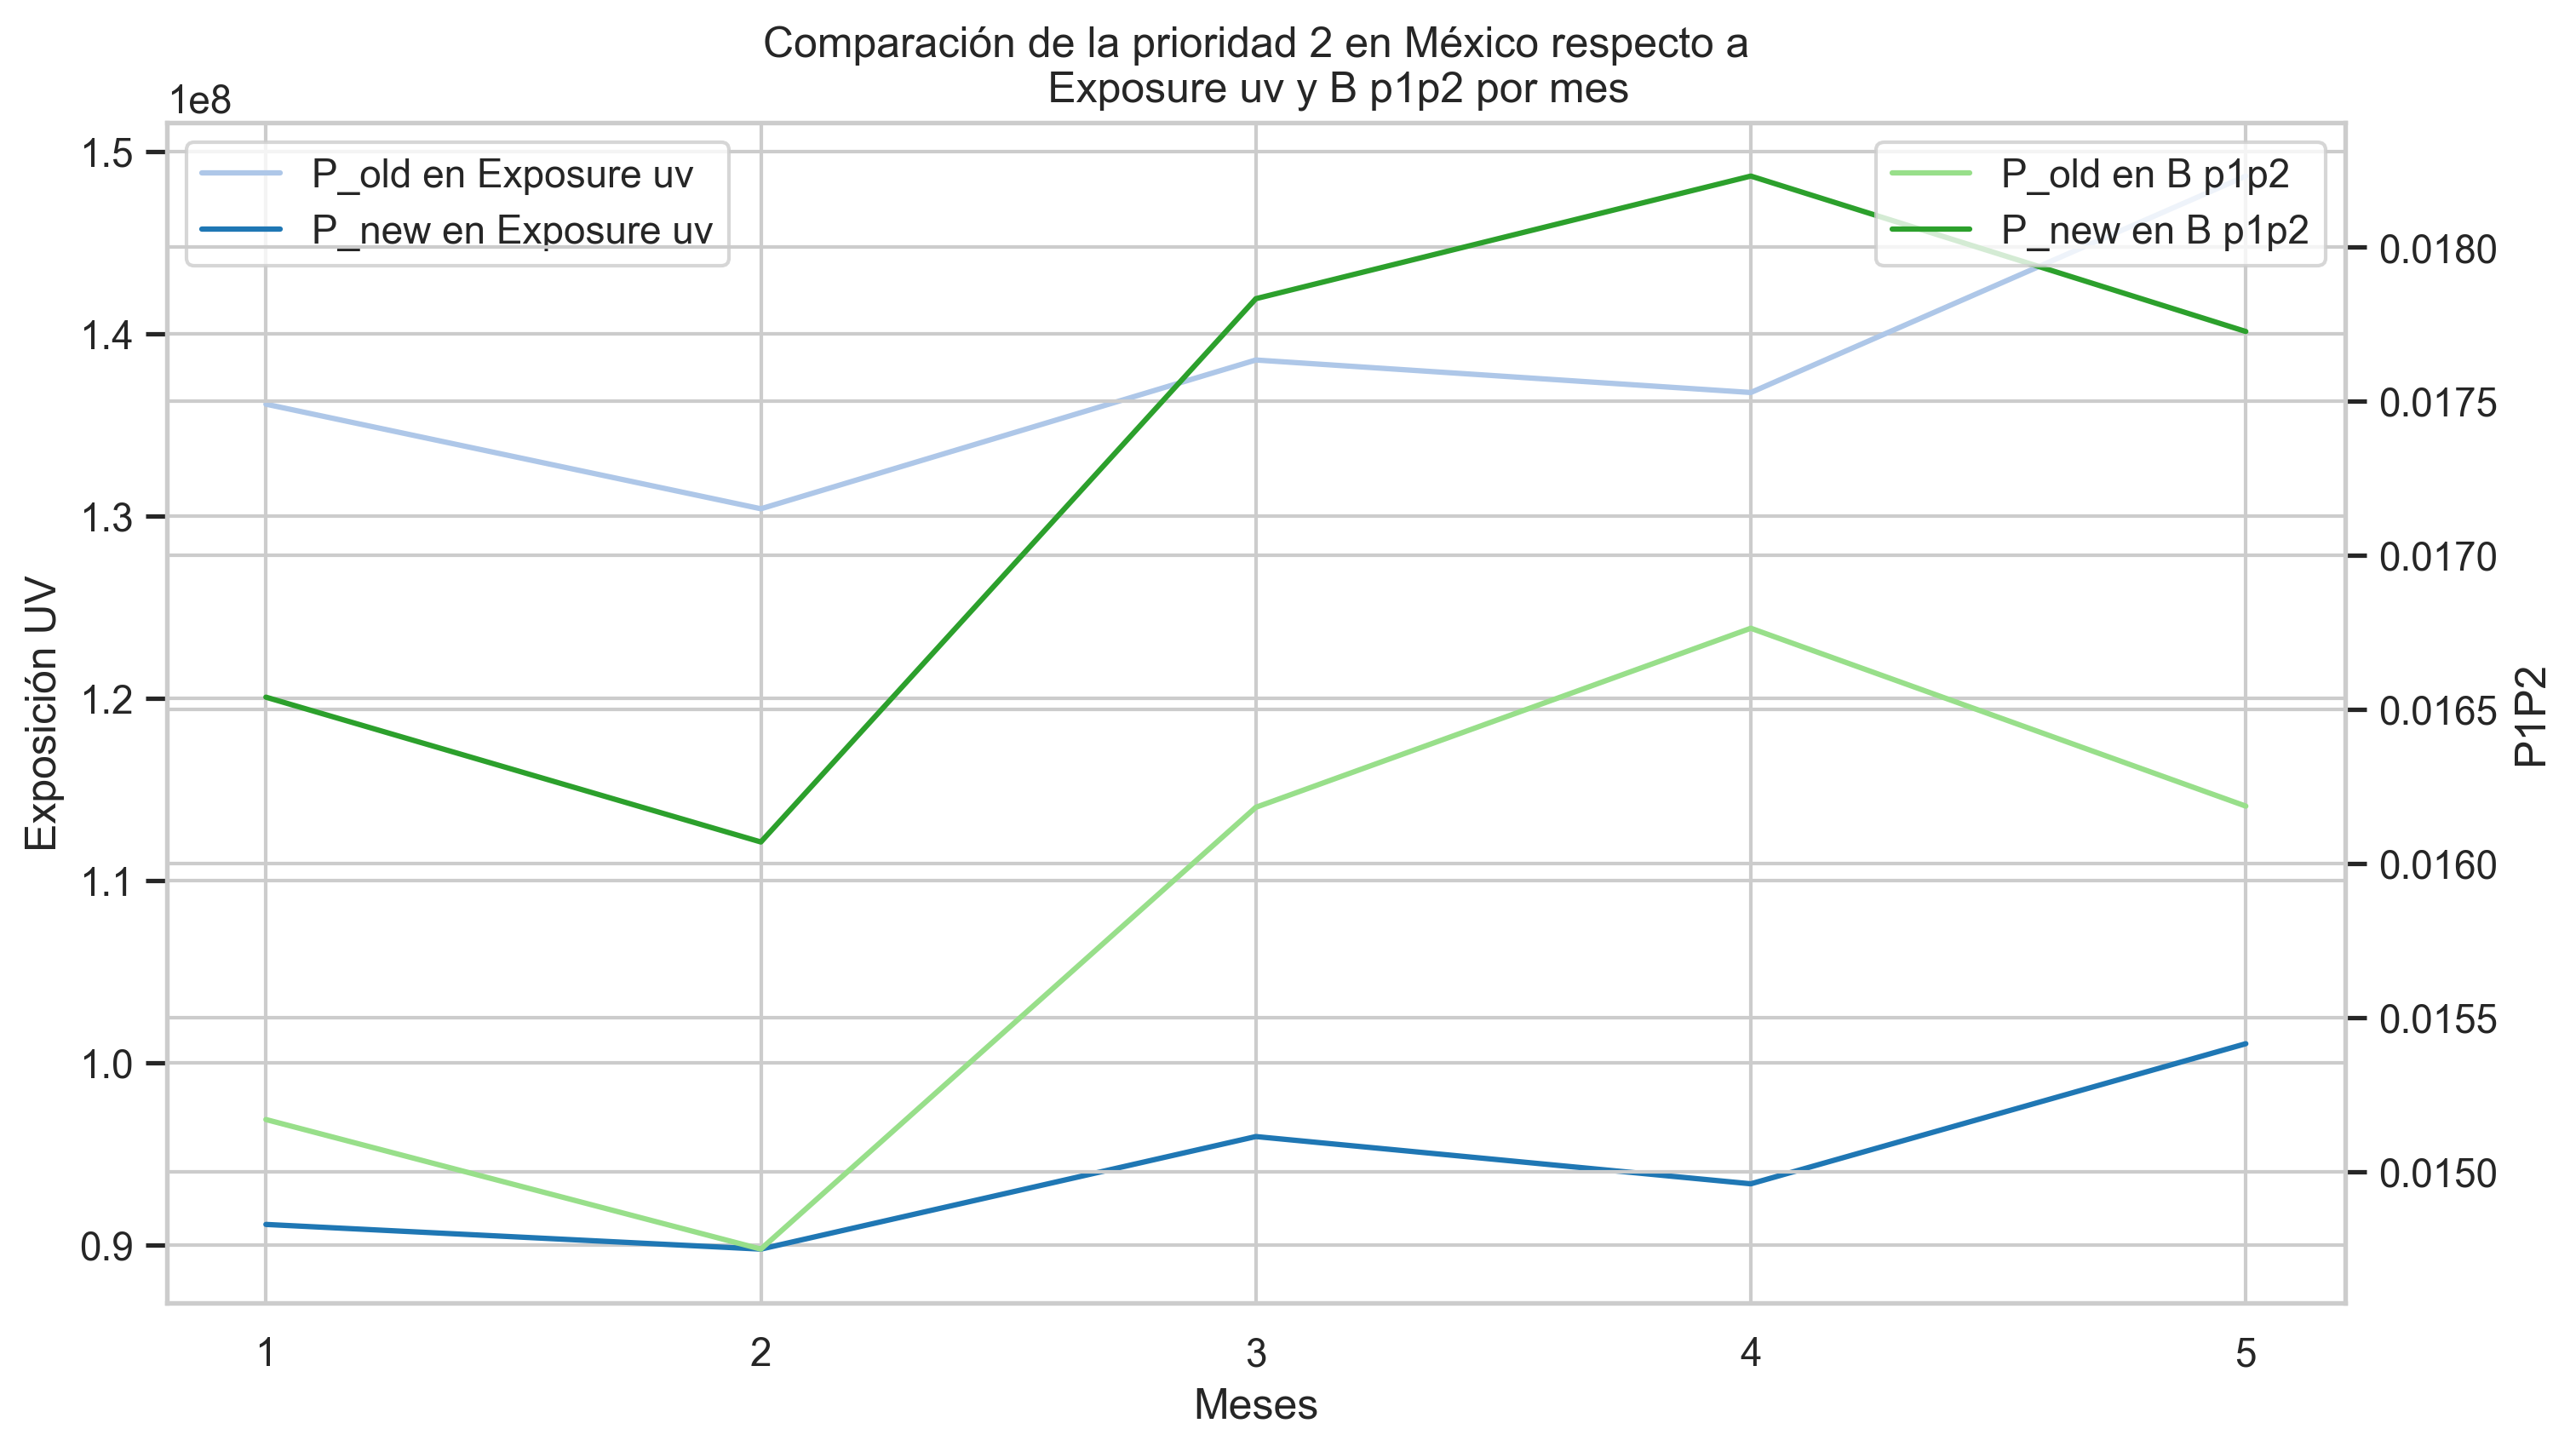 Comparación de la prioridad 2 en México respecto a
Exposure uv y B p1p2 por mes
1e8
P_old en Exposure uv
P_new en Exposure uv
P_old en B p1p2
P_new en B p1p2
1.5
1.4
1.3
1.2
1.1
1.0
0.9
Exposición UV
0.0180
0.0175
0.0170
0.0165
0.0160
0.0155
0.0150
P1P2
1
2
3
4
5
Meses